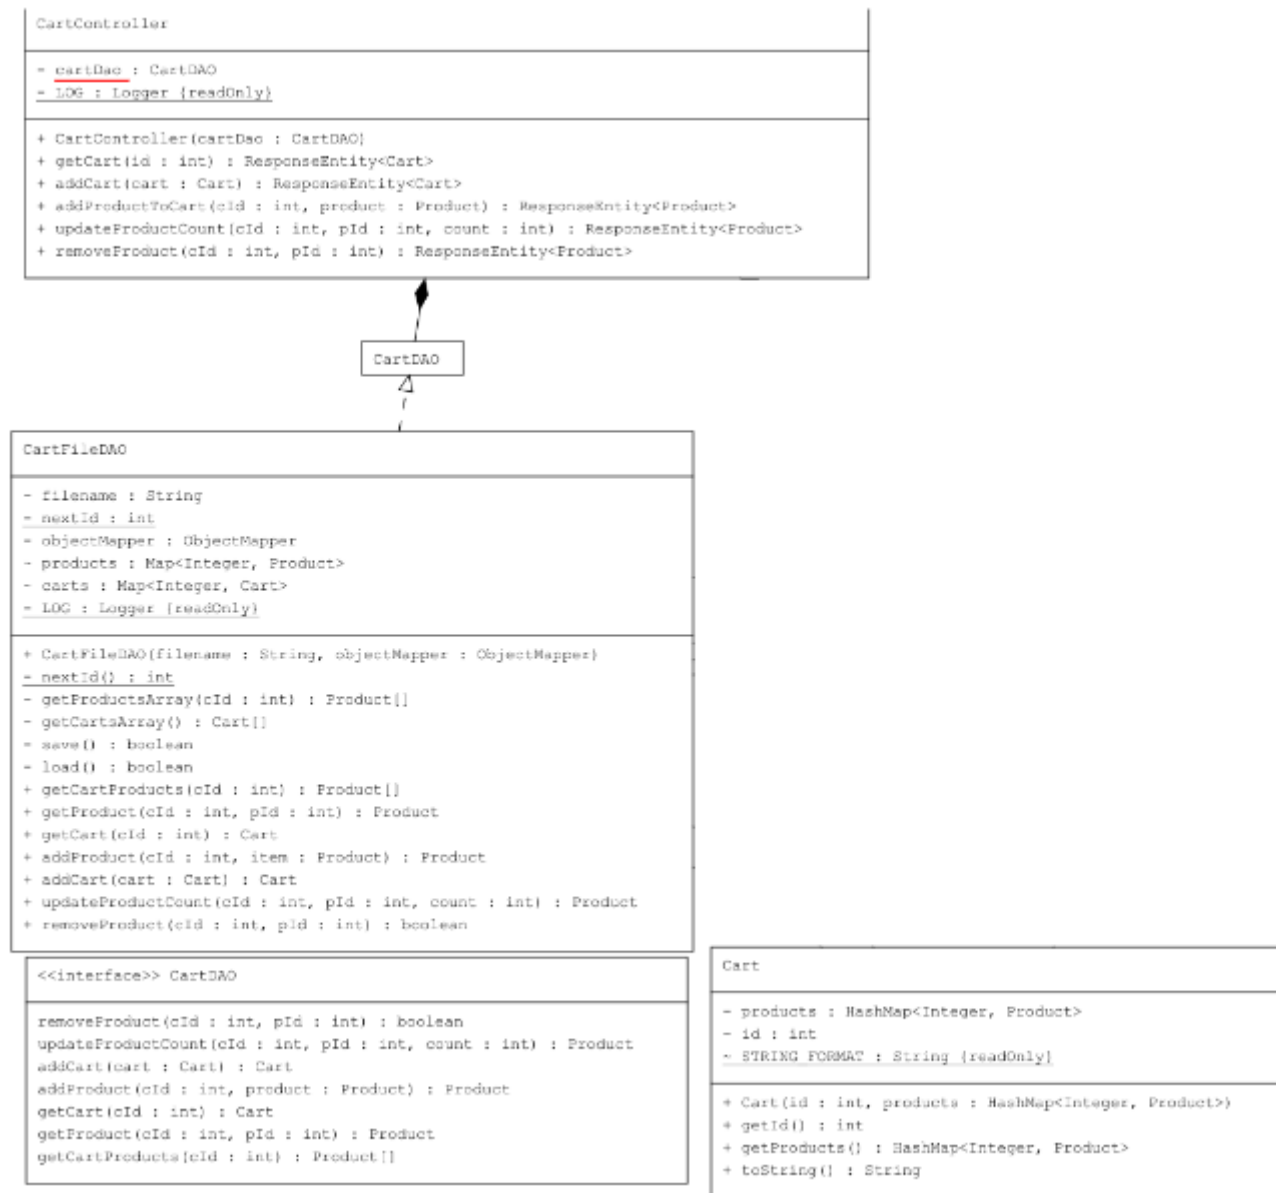 CartController
- cartDao : CartDAO
- LOG : Logger {readOnly}
+ CartController(cartDao : CartDAO)
+ getCart(id : int) : ResponseEntity<Cart>
+ addCart(cart : Cart) : ResponseEntity<Cart>
+ addProductToCart(cId : int, product : Product) : ResponseEntity<Product>
+ updateProductCount(cId : int, pId : int, count : int) : ResponseEntity<Product>
+ removeProduct(cId : int, pId : int) : ResponseEntity<Product>
CartDAO
CartFileDAO
- filename : String
- nextId : int
- objectMapper : ObjectMapper
- products : Map<Integer, Product>
- carts : Map<Integer, Cart>
- LOG : Logger {readOnly}
+ CartFileDAO(filename : String, objectMapper : ObjectMapper)
- nextId() : int
- getProductsArray(cId : int) : Product[]
- getCartsArray() : Cart[]
- save() : boolean
- load() : boolean
+ getCartProducts(cId : int) : Product[]
+ getProduct(cId : int, pId : int) : Product
+ getCart(cId : int) : Cart
+ addProduct(cId : int, item : Product) : Product
+ addCart(cart : Cart) : Cart
+ updateProductCount(cId : int, pId : int, count : int) : Product
+ removeProduct(cId : int, pId : int) : boolean
<<interface>> CartDAO
removeProduct(cId : int, pId : int) : boolean
updateProductCount(cId : int, pId : int, count : int) : Product
addCart(cart : Cart) : Cart
addProduct(cId : int, product : Product) : Product
getCart(cId : int) : Cart
getProduct(cId : int, pId : int) : Product
getCartProducts(cId : int) : Product[]
Cart
- products : HashMap<Integer, Product>
- id : int
~ STRING_FORMAT : String {readOnly}
+ Cart(id : int, products : HashMap<Integer, Product>)
+ getId() : int
+ getProducts() : HashMap<Integer, Product>
+ toString() : String